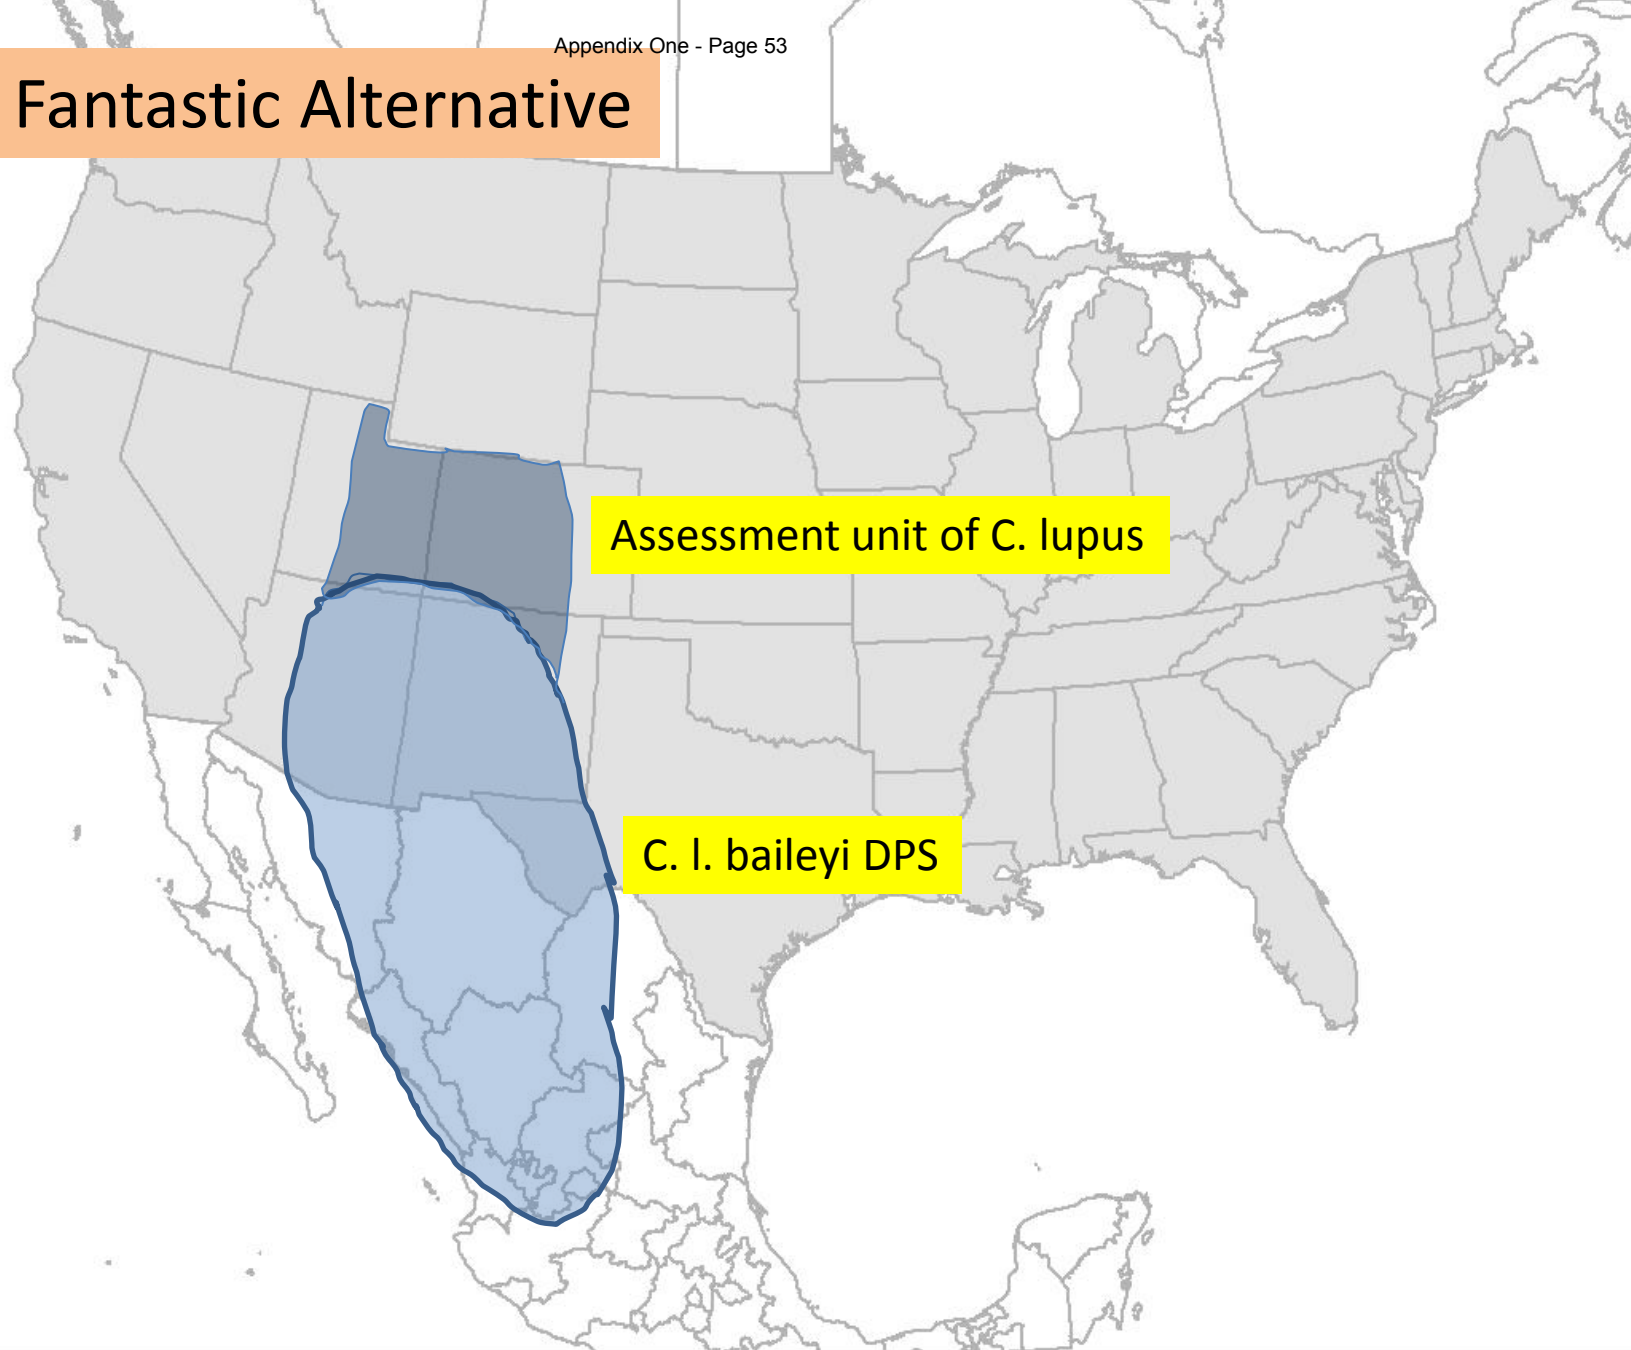 Appendix One - Page 53
Fantastic Alternative
Assessment unit of C. lupus
C. l. baileyi DPS